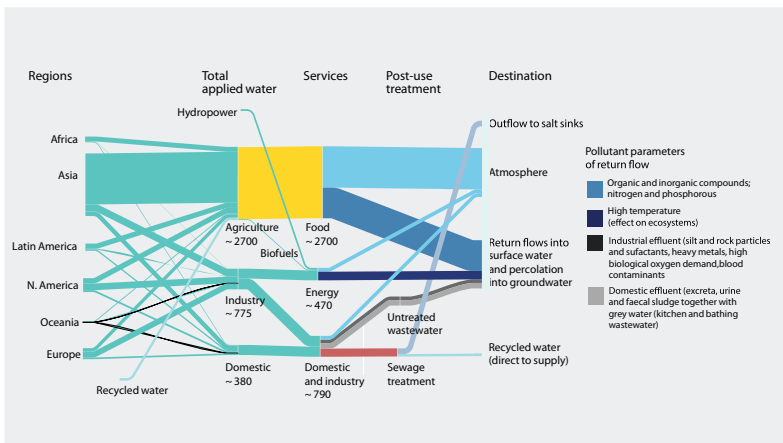 Regions
Total
applied water
Services
Post-use
treatment
Destination
Hydropower
Africa
Asia
Latin America
N. America
Oceania
Europe
Recycled water
Agriculture
~ 2700
Biofuels
Industry
~ 775
Domestic
~ 380
Food
~ 2700
Energy
~ 470
Domestic
and industry
~ 790
Untreated
wastewater
Sewage
treatment
Outflow to salt sinks
Atmosphere
Return flows into
surface water
and percolation
into groundwater
Recycled water
(direct to supply)
Pollutant parameters
of return flow
Organic and inorganic compounds;
nitrogen and phosphorous
High temperature
(effect on ecosystems)
Industrial effluent (silt and rock particles
and sufactants, heavy metals, high
biological oxygen demand,blood
contaminants
Domestic effluent (excreta, urine
and faecal sludge together with
grey water (kitchen and bathing
wastewater)